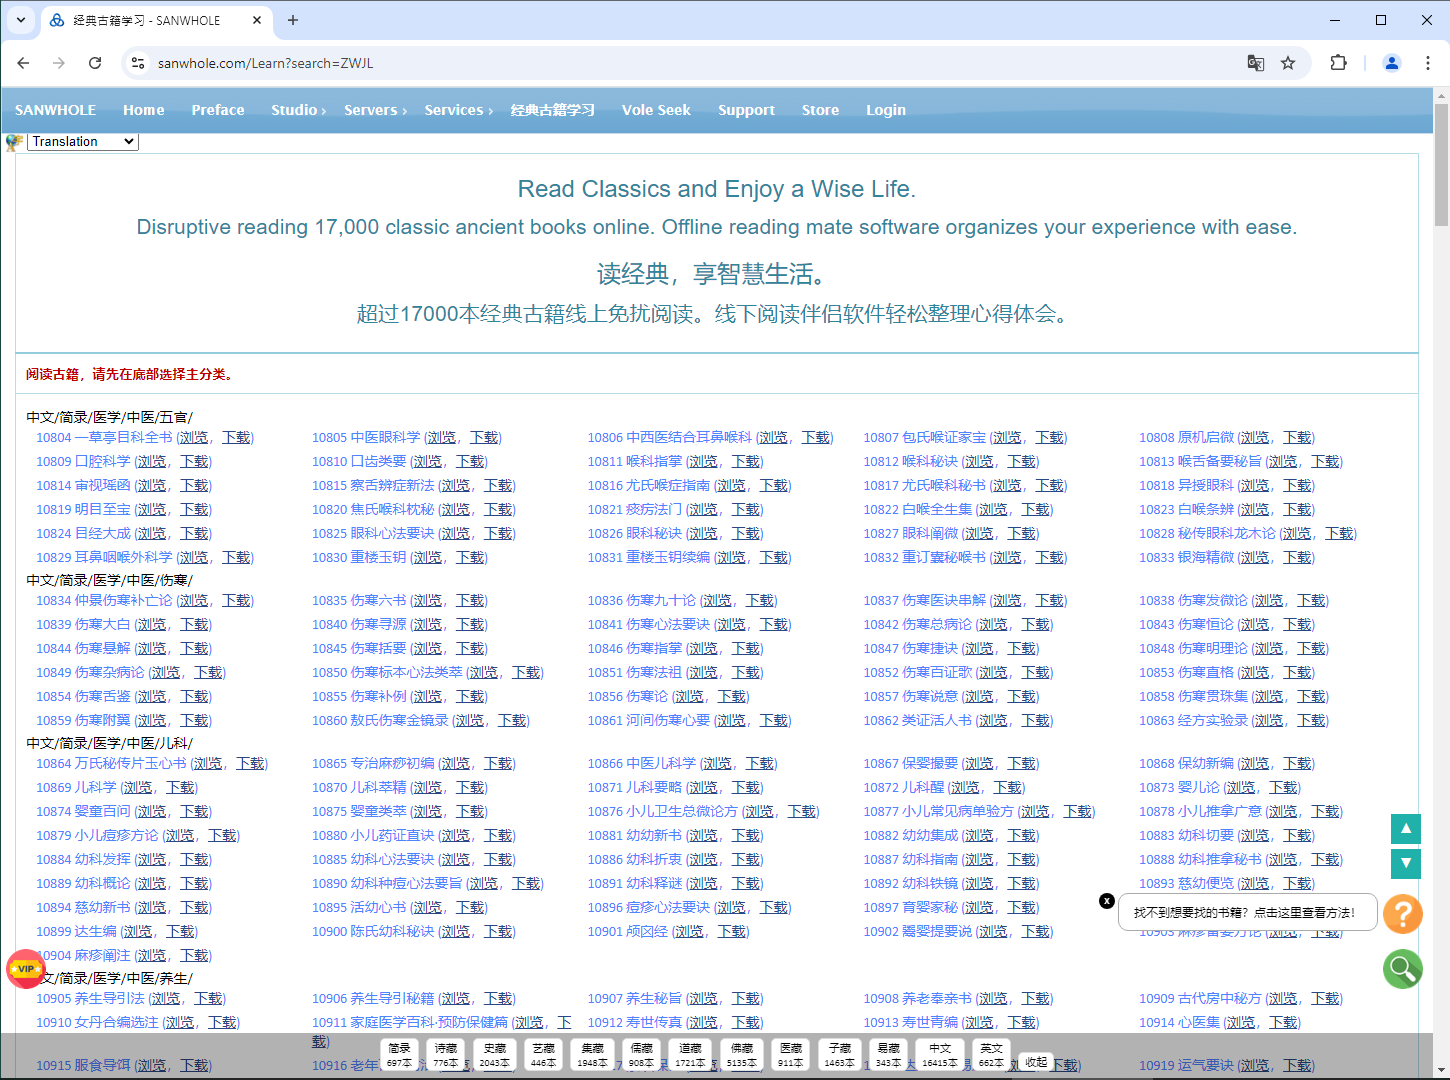 经典古籍学习 - SANWHOLE
sanwhole.com/Learn?search=ZWJL
SANWHOLE Home Preface Studio › Servers › Services › 经典古籍学习 Vole Seek Support Store Login
Translation
Read Classics and Enjoy a Wise Life.
Disruptive reading 17,000 classic ancient books online. Offline reading mate software organizes your experience with ease.
读经典，享智慧生活。
超过17000本经典古籍线上免扰阅读。线下阅读伴侣软件轻松整理心得体会。
阅读古籍，请先在底部选择主分类。
中文/简录/医学/中医/五官/
10804 一草亭目科全书 (浏览，下载) 10805 中医眼科学 (浏览，下载) 10806 中西医结合耳鼻喉科 (浏览，下载) 10807 包氏喉证家宝 (浏览，下载) 10808 原机启微 (浏览，下载)
10809 口腔科学 (浏览，下载) 10810 口齿类要 (浏览，下载) 10811 喉科指掌 (浏览，下载) 10812 喉科秘诀 (浏览，下载) 10813 喉舌备要秘旨 (浏览，下载)
10814 审视瑶函 (浏览，下载) 10815 察舌辨症新法 (浏览，下载) 10816 尤氏喉症指南 (浏览，下载) 10817 尤氏喉科秘书 (浏览，下载) 10818 异授眼科 (浏览，下载)
10819 明目至宝 (浏览，下载) 10820 焦氏喉科枕秘 (浏览，下载) 10821 痧疠法门 (浏览，下载) 10822 白喉全生集 (浏览，下载) 10823 白喉条辨 (浏览，下载)
10824 目经大成 (浏览，下载) 10825 眼科心法要诀 (浏览，下载) 10826 眼科秘诀 (浏览，下载) 10827 眼科阐微 (浏览，下载) 10828 秘传眼科龙木论 (浏览，下载)
10829 耳鼻咽喉外科学 (浏览，下载) 10830 重楼玉钥 (浏览，下载) 10831 重楼玉钥续编 (浏览，下载) 10832 重订囊秘喉书 (浏览，下载) 10833 银海精微 (浏览，下载)
中文/简录/医学/中医/伤寒/
10834 仲景伤寒补亡论 (浏览，下载) 10835 伤寒六书 (浏览，下载) 10836 伤寒九十论 (浏览，下载) 10837 伤寒医诀串解 (浏览，下载) 10838 伤寒发微论 (浏览，下载)
10839 伤寒大白 (浏览，下载) 10840 伤寒寻源 (浏览，下载) 10841 伤寒心法要诀 (浏览，下载) 10842 伤寒总病论 (浏览，下载) 10843 伤寒恒论 (浏览，下载)
10844 伤寒悬解 (浏览，下载) 10845 伤寒括要 (浏览，下载) 10846 伤寒指掌 (浏览，下载) 10847 伤寒捷诀 (浏览，下载) 10848 伤寒明理论 (浏览，下载)
10849 伤寒杂病论 (浏览，下载) 10850 伤寒标本心法类萃 (浏览，下载) 10851 伤寒法祖 (浏览，下载) 10852 伤寒百证歌 (浏览，下载) 10853 伤寒直格 (浏览，下载)
10854 伤寒舌鉴 (浏览，下载) 10855 伤寒补例 (浏览，下载) 10856 伤寒论 (浏览，下载) 10857 伤寒说意 (浏览，下载) 10858 伤寒贯珠集 (浏览，下载)
10859 伤寒附翼 (浏览，下载) 10860 敖氏伤寒金镜录 (浏览，下载) 10861 河间伤寒心要 (浏览，下载) 10862 类证活人书 (浏览，下载) 10863 经方实验录 (浏览，下载)
中文/简录/医学/中医/儿科/
10864 万氏秘传片玉心书 (浏览，下载) 10865 专治麻痧初编 (浏览，下载) 10866 中医儿科学 (浏览，下载) 10867 保婴撮要 (浏览，下载) 10868 保幼新编 (浏览，下载)
10869 儿科学 (浏览，下载) 10870 儿科萃精 (浏览，下载) 10871 儿科要略 (浏览，下载) 10872 儿科醒 (浏览，下载) 10873 婴儿论 (浏览，下载)
10874 婴童百问 (浏览，下载) 10875 婴童类萃 (浏览，下载) 10876 小儿卫生总微论方 (浏览，下载) 10877 小儿常见病单验方 (浏览，下载) 10878 小儿推拿广意 (浏览，下载)
10879 小儿痘疹方论 (浏览，下载) 10880 小儿药证直诀 (浏览，下载) 10881 幼幼新书 (浏览，下载) 10882 幼幼集成 (浏览，下载) 10883 幼科切要 (浏览，下载)
10884 幼科发挥 (浏览，下载) 10885 幼科心法要诀 (浏览，下载) 10886 幼科折衷 (浏览，下载) 10887 幼科指南 (浏览，下载) 10888 幼科推拿秘书 (浏览，下载)
10889 幼科概论 (浏览，下载) 10890 幼科种痘心法要旨 (浏览，下载) 10891 幼科释谜 (浏览，下载) 10892 幼科铁镜 (浏览，下载) 10893 慈幼便览 (浏览，下载)
10894 慈幼新书 (浏览，下载) 10895 活幼心书 (浏览，下载) 10896 痘疹心法要诀 (浏览，下载) 10897 育婴家秘 (浏览，下载)
x 找不到想要找的书籍？点击这里查看方法！
10899 达生编 (浏览，下载) 10900 陈氏幼科秘诀 (浏览，下载) 10901 颅囟经 (浏览，下载) 10902 鬻婴提要说 (浏览，下载) 10903 麻疹备要方论 (浏览，下载)
10904 麻疹阐注 (浏览，下载)
VIP
文/简录/医学/中医/养生/
10905 养生导引法 (浏览，下载) 10906 养生导引秘籍 (浏览，下载) 10907 养生秘旨 (浏览，下载) 10908 养老奉亲书 (浏览，下载) 10909 古代房中秘方 (浏览，下载)
10910 女丹合编选注 (浏览，下载) 10911 家庭医学百科·预防保健篇 (浏览，下载) 10912 寿世传真 (浏览，下载) 10913 寿世青编 (浏览，下载) 10914 心医集 (浏览，下载)
10915 服食导饵 (浏览，下载) 10916 老年 10919 运气要诀 (浏览，下载)
简录 诗藏 史藏 艺藏 集藏 儒藏 道藏 佛藏 医藏 子藏 易藏 中文 英文
697本 776本 2043本 446本 1948本 908本 1721本 5135本 911本 1463本 343本 16415本 662本 收起